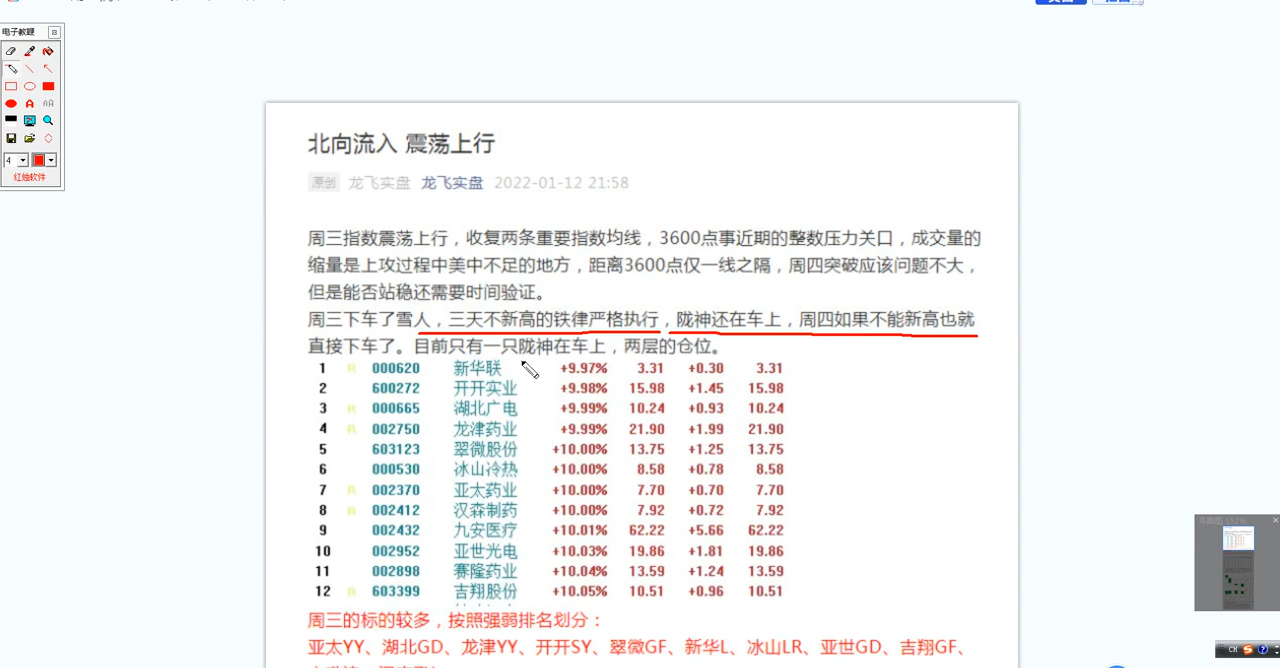 电子教鞭
4
红烛软件
北向流入 震荡上行
原创 龙飞实盘 龙飞实盘 2022-01-12 21:58
周三指数震荡上行，收复两条重要指数均线，3600点事近期的整数压力关口，成交量的
缩量是上攻过程中美中不足的地方，距离3600点仅一线之隔，周四突破应该问题不大，
但是能否站稳还需要时间验证。
周三下车了雪人，三天不新高的铁律严格执行，陇神还在车上，周四如果不能新高也就
直接下车了。目前只有一只陇神在车上，两层的仓位。
1 R 000620 新华联 +9.97% 3.31 +0.30 3.31
2 600272 开开实业 +9.98% 15.98 +1.45 15.98
3 R 000665 湖北广电 +9.99% 10.24 +0.93 10.24
4 R 002750 龙津药业 +9.99% 21.90 +1.99 21.90
5 603123 翠微股份 +10.00% 13.75 +1.25 13.75
6 000530 冰山冷热 +10.00% 8.58 +0.78 8.58
7 R 002370 亚太药业 +10.00% 7.70 +0.70 7.70
8 R 002412 汉森制药 +10.00% 7.92 +0.72 7.92
9 002432 九安医疗 +10.01% 62.22 +5.66 62.22
10 002952 亚世光电 +10.03% 19.86 +1.81 19.86
11 002898 赛隆药业 +10.04% 13.59 +1.24 13.59
12 R 603399 吉翔股份 +10.05% 10.51 +0.96 10.51
周三的标的较多，按照强弱排名划分：
亚太YY、湖北GD、龙津YY、开开SY、翠微GF、新华L、冰山LR、亚世GD、吉翔GF、
CH